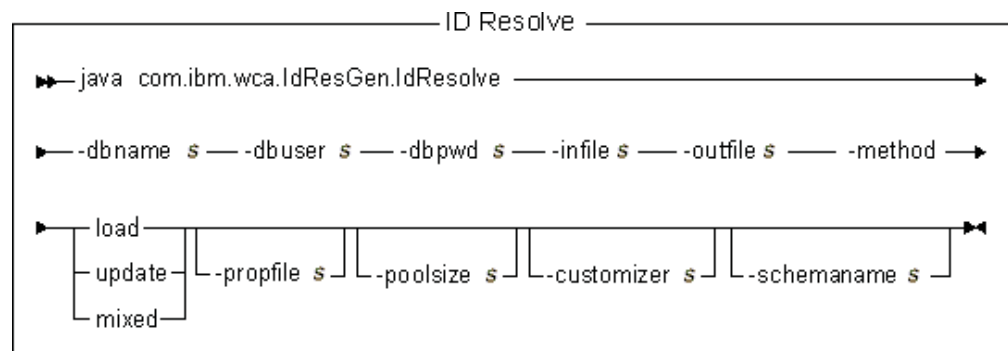 ID Resolve
java com.ibm.wca.IdResGen.IdResolve
-dbname s -dbuser s -dbpwd s -infile s -outfile s -method
load
update
mixed
-propfile s -poolsize s -customizer s -schemaname s